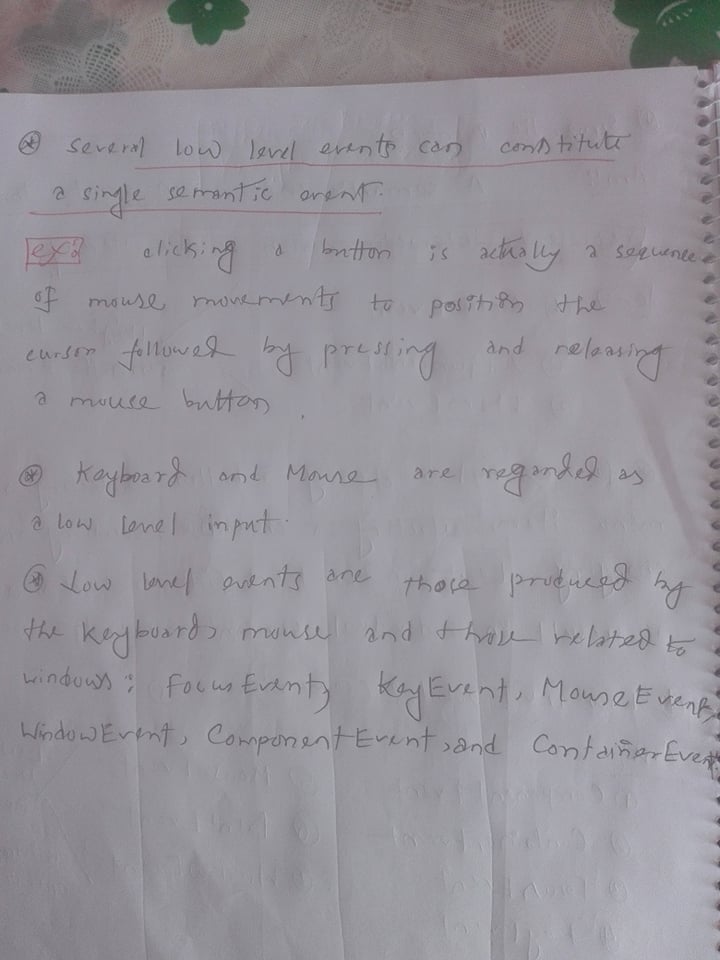 ⊛ Several low level events can constitute
a single semantic event.
ex: clicking a button is actually a sequence
of mouse movements to position the
cursor followed by pressing and releasing
a mouse button.
⊛ Keyboard and Mouse are regarded as
a low level input.
⊛ Low level events are those produced by
the keyboard, mouse and those related to
windows: FocusEvent, KeyEvent, MouseEvent,
WindowEvent, ComponentEvent, and ContainerEvent.